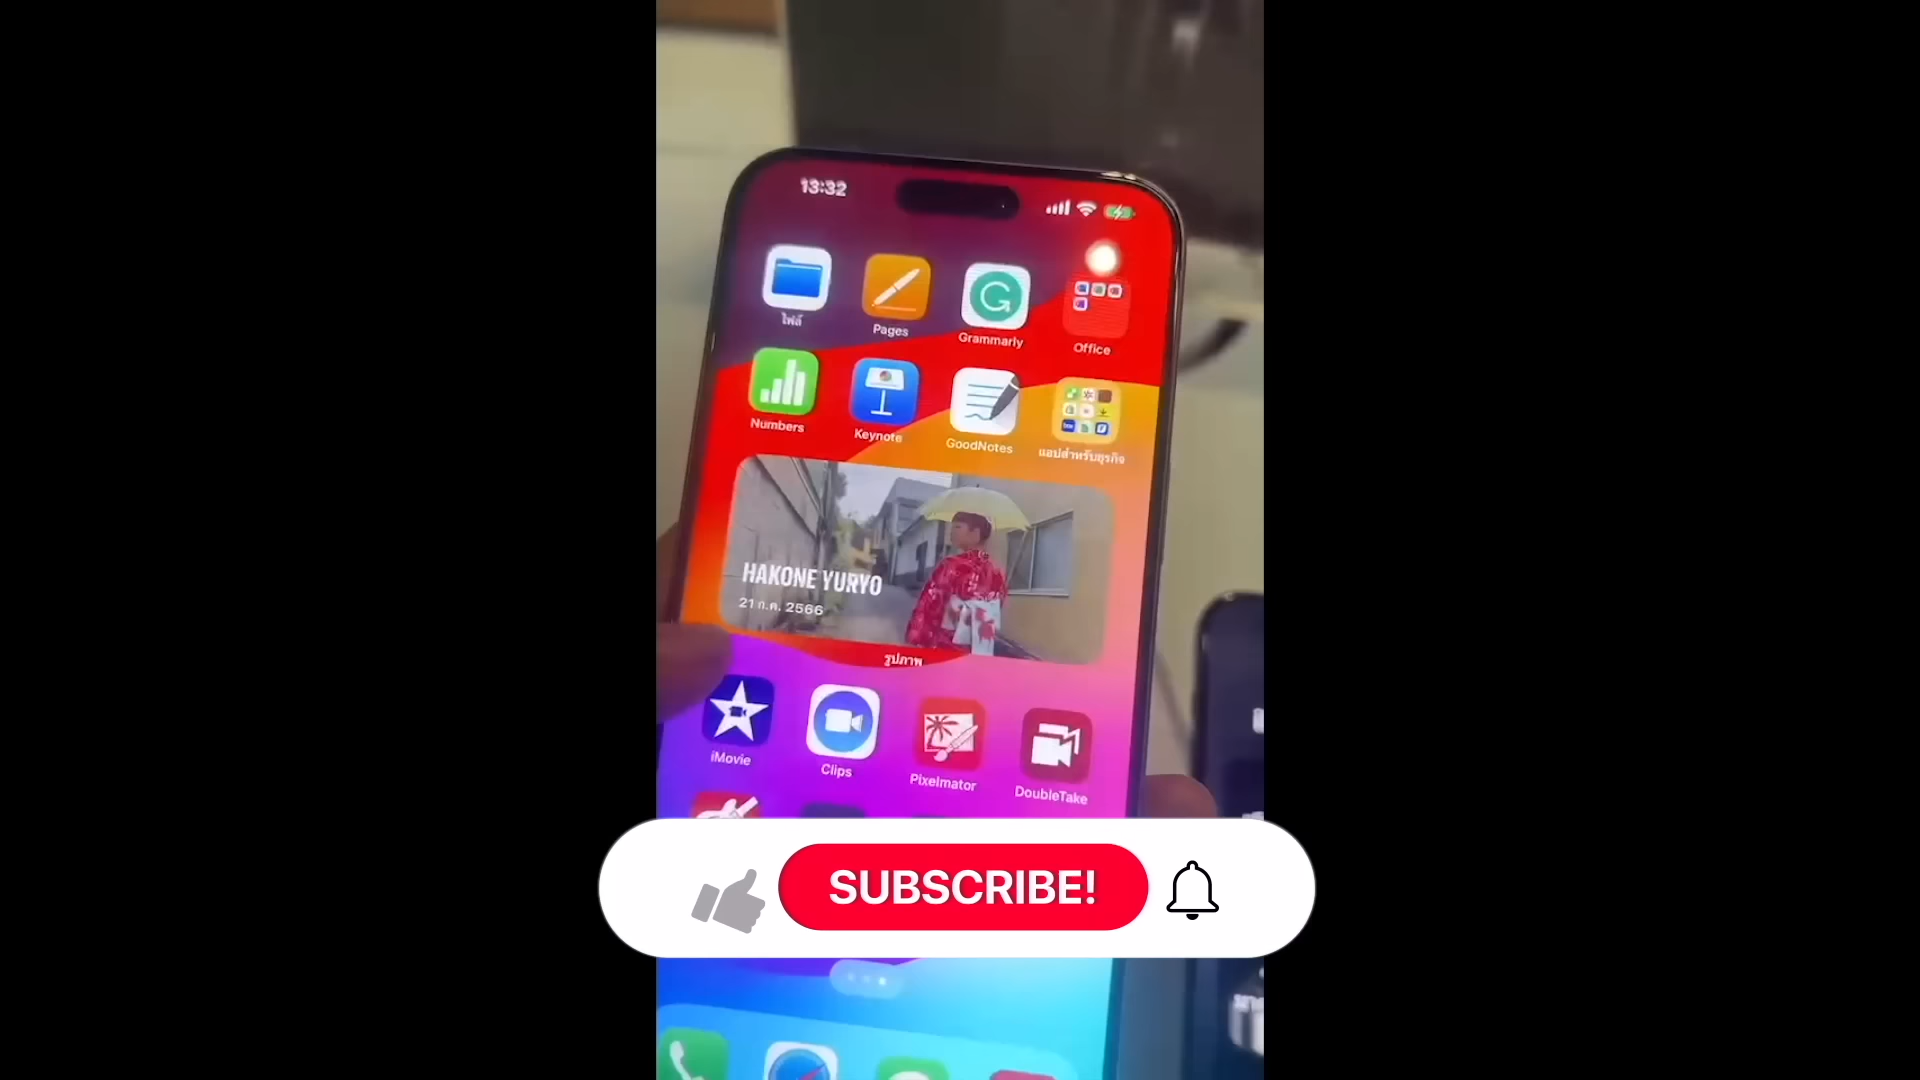 13:32
ไฟล์
Pages
Grammarly
Office
Numbers
Keynote
GoodNotes
แอปสำหรับธุรกิจ
HAKONE YURYO
21 ก.ค. 2566
รูปภาพ
iMovie
Clips
Pixelmator
DoubleTake
SUBSCRIBE!